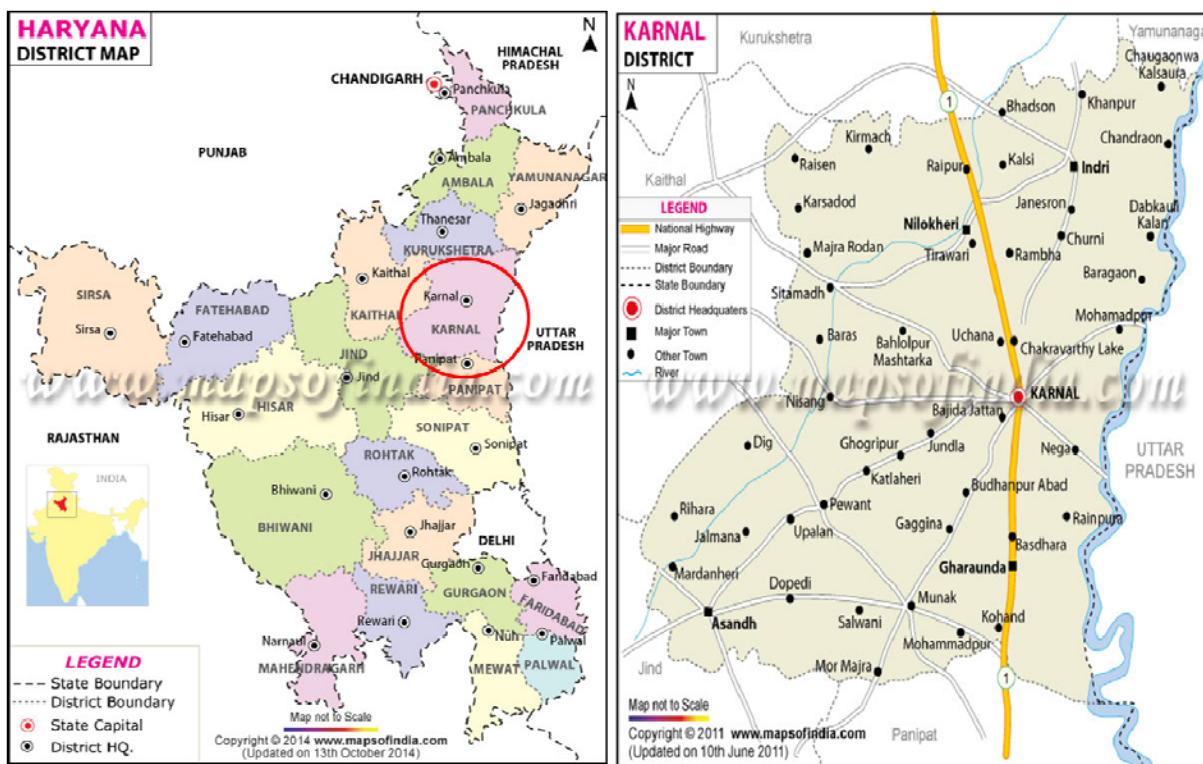 HARYANA
DISTRICT MAP
N
HIMACHAL
PRADESH
CHANDIGARH
Panchkula
PANCHKULA
PUNJAB
Ambala
AMBALA
YAMUNANAGAR
Jagadhri
Thanesar
KURUKSHETRA
Kaithal
KAITHAL
Karnal
KARNAL
SIRSA
Sirsa
FATEHABAD
Fatehabad
UTTAR
PRADESH
JIND
Jind
Panipat
PANIPAT
www.mapsofindia.com
HISAR
Hisar
SONIPAT
Sonipat
RAJASTHAN
ROHTAK
Rohtak
INDIA
Bhiwani
BHIWANI
Jhajjar
JHAJJAR
DELHI
Gurgaon
GURGAON
Faridabad
FARIDABAD
REWARI
Rewari
Narnaul
MAHENDRAGARH
Nuh
MEWAT
Palwal
PALWAL
LEGEND
State Boundary
District Boundary
State Capital
District HQ.
Map not to Scale
Copyright © 2014 www.mapsofindia.com
(Updated on 13th October 2014)
KARNAL
DISTRICT
N
Kurukshetra
Yamunanaga
Chaugaonwa
Kalsaura
1
Bhadson
Khanpur
Chandraon
Kirmach
Raisen
Raipur
Kalsi
Indri
Kaithal
Karsadod
Janesron
Dabkauli
Kalan
Nilokheri
Churni
Majra Rodan
Tirawari
Rambha
Baragaon
Sitamadh
Mohamadpur
Baras
Bahlolpur
Mashtarka
Uchana
Chakravarthy Lake
LEGEND
National Highway
Major Road
District Boundary
State Boundary
District Headquaters
Major Town
Other Town
River
www.mapsofindia.com
KARNAL
Nisang
Bajida Jattan
Dig
Ghogripur
Jundla
Nega
UTTAR
PRADESH
Katlaheri
Budhanpur Abad
Rihara
Pewant
Rainpura
Jalmana
Upalan
Gaggina
Basdhara
Mardanheri
Gharaunda
Dopedi
Munak
Asandh
Salwani
Kohand
Mohammadpur
Jind
Mor Majra
1
Panipat
Map not to Scale
Copyright © 2011 www.mapsofindia.com
(Updated on 10th June 2011)